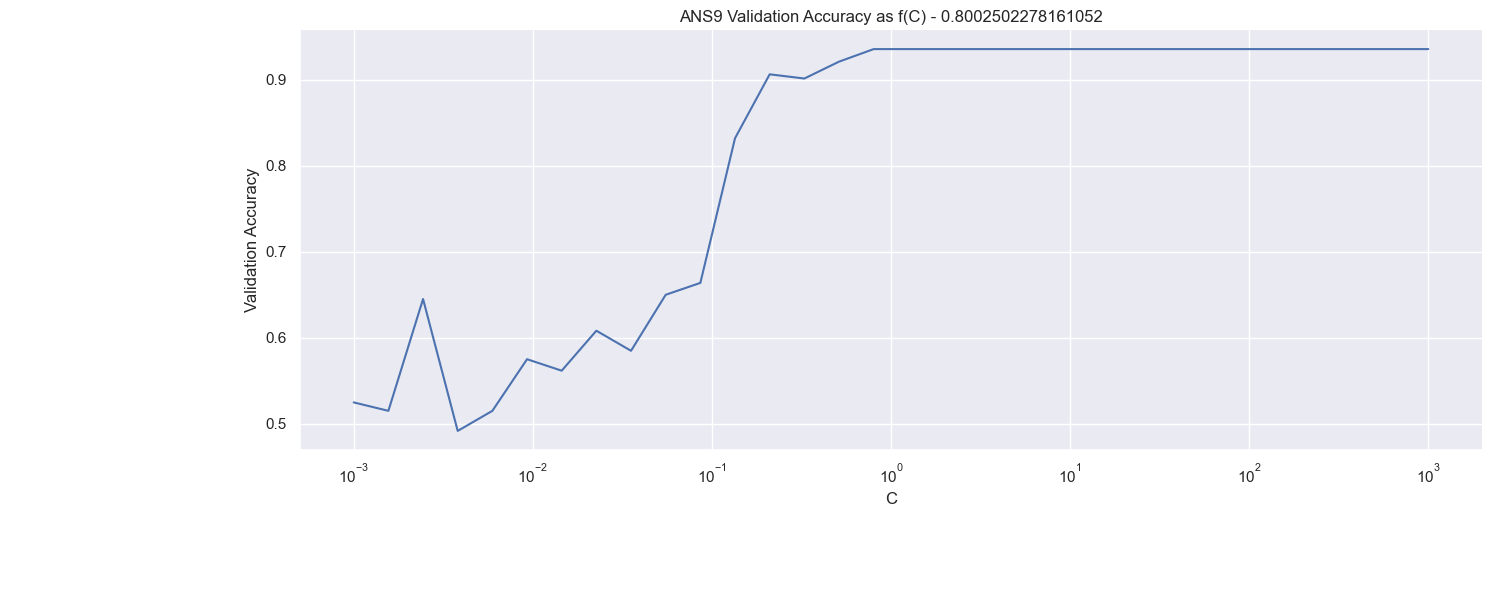 ANS9 Validation Accuracy as f(C) - 0.8002502278161052
Validation Accuracy
0.9
0.8
0.7
0.6
0.5
10⁻³ 10⁻² 10⁻¹ 10⁰ 10¹ 10² 10³
C